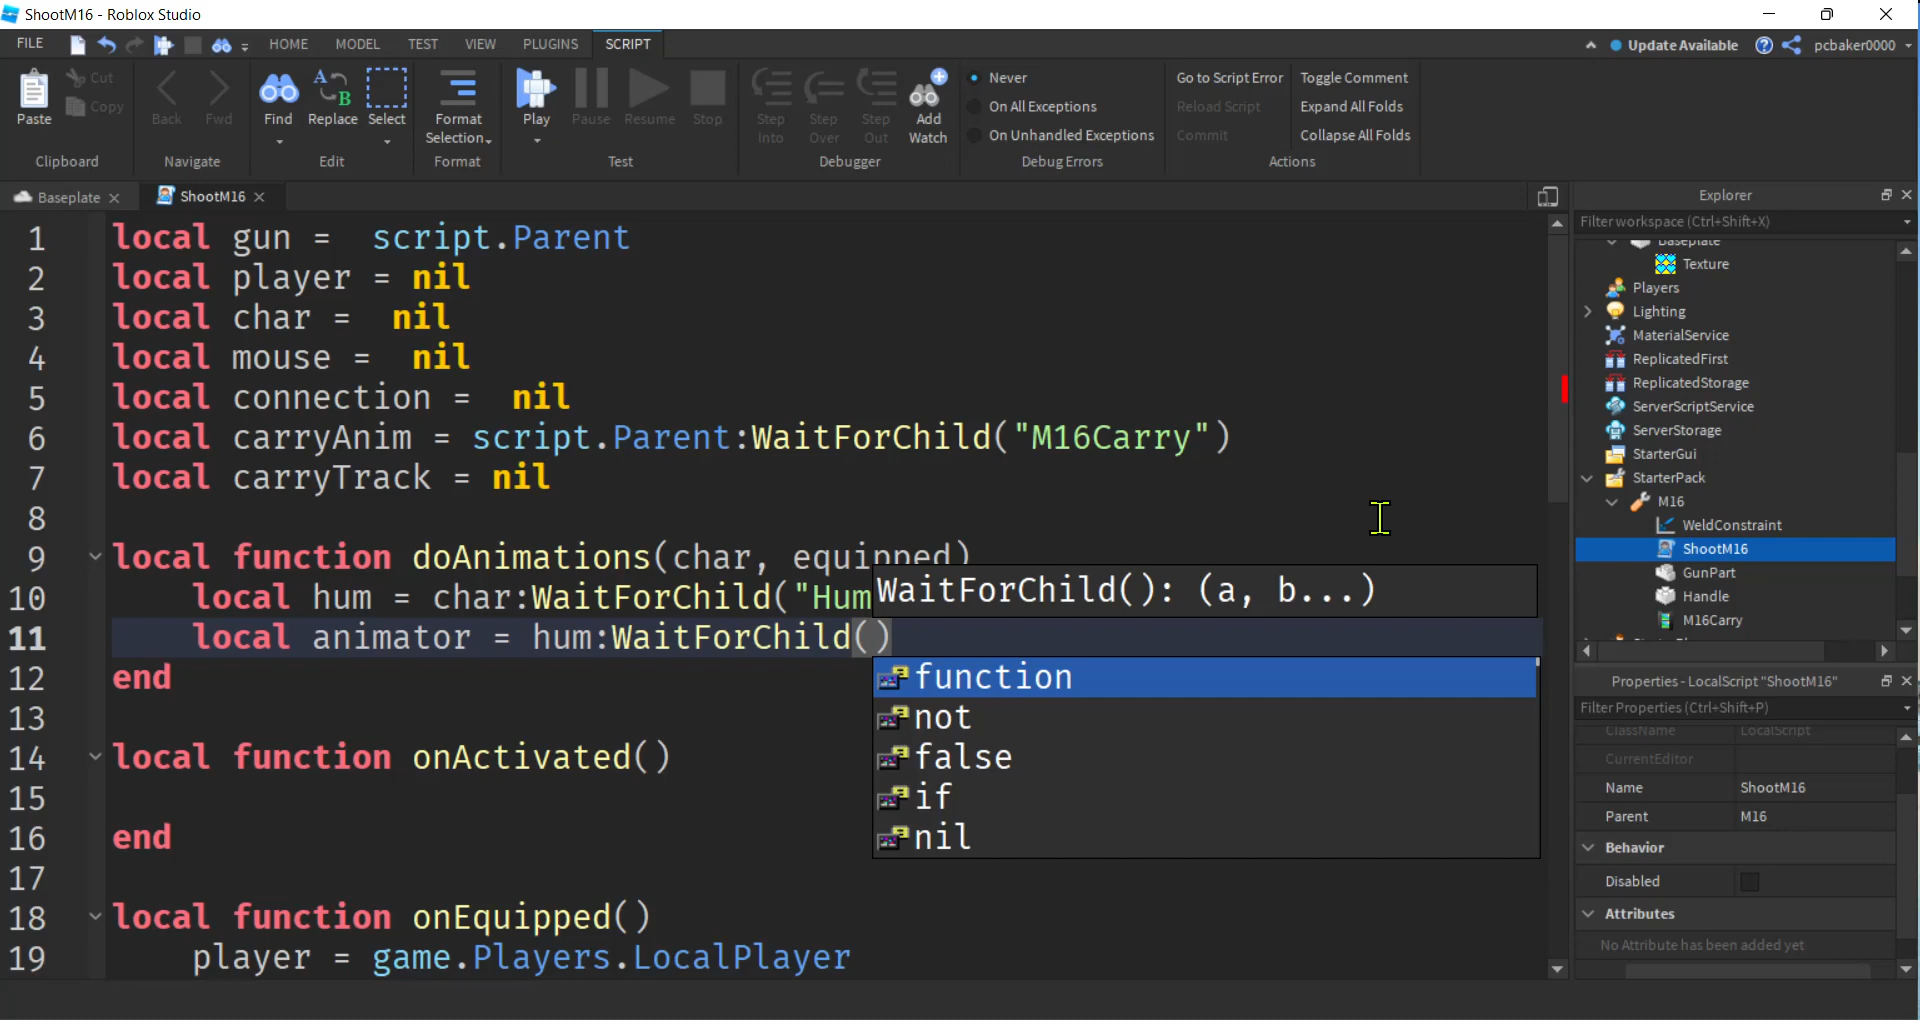 ShootM16 - Roblox Studio
FILE HOME MODEL TEST VIEW PLUGINS SCRIPT Update Available pcbaker0000
Paste Cut Copy
Clipboard
Back Fwd
Navigate
Find Replace Select
Edit
Format Selection
Format
Play Pause Resume Stop
Test
Step Into Step Over Step Out Add Watch
Debugger
Never
On All Exceptions
On Unhandled Exceptions
Debug Errors
Go to Script Error Toggle Comment
Reload Script Expand All Folds
Commit Collapse All Folds
Actions
Baseplate ShootM16
1 local gun =  script.Parent
2 local player = nil
3 local char =  nil
4 local mouse =  nil
5 local connection =  nil
6 local carryAnim = script.Parent:WaitForChild("M16Carry")
7 local carryTrack = nil
8
9 local function doAnimations(char, equipped)
10 local hum = char:WaitForChild("Hum
WaitForChild(): (a, b...)
11 local animator = hum:WaitForChild()
function
not
false
if
nil
12 end
13
14 local function onActivated()
15
16 end
17
18 local function onEquipped()
19 player = game.Players.LocalPlayer
Explorer
Filter workspace (Ctrl+Shift+X)
Baseplate
Texture
Players
Lighting
MaterialService
ReplicatedFirst
ReplicatedStorage
ServerScriptService
ServerStorage
StarterGui
StarterPack
M16
WeldConstraint
ShootM16
GunPart
Handle
M16Carry
Properties - LocalScript "ShootM16"
Filter Properties (Ctrl+Shift+P)
ClassName LocalScript
CurrentEditor
Name ShootM16
Parent M16
Behavior
Disabled
Attributes
No Attribute has been added yet